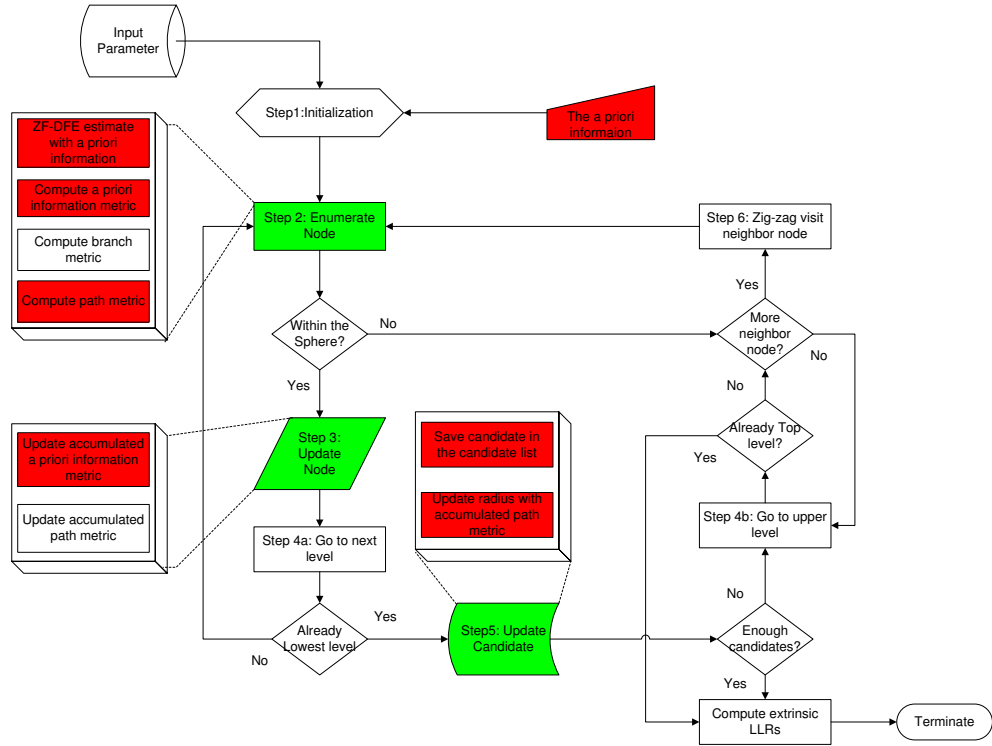 Input
Parameter
Step1:Initialization
The a priori
informaion
ZF-DFE estimate
with a priori
information
Compute a priori
information metric
Compute branch
metric
Compute path metric
Step 2: Enumerate
Node
Step 6: Zig-zag visit
neighbor node
Yes
Within the
Sphere?
No
More
neighbor
node?
No
Yes
No
Update accumulated
a priori information
metric
Update accumulated
path metric
Step 3:
Update
Node
Save candidate in
the candidate list
Update radius with
accumulated path
metric
Already Top
level?
Yes
Step 4a: Go to next
level
Step 4b: Go to upper
level
No
Already
Lowest level
Yes
No
Step5: Update
Candidate
Enough
candidates?
Yes
Compute extrinsic
LLRs
Terminate